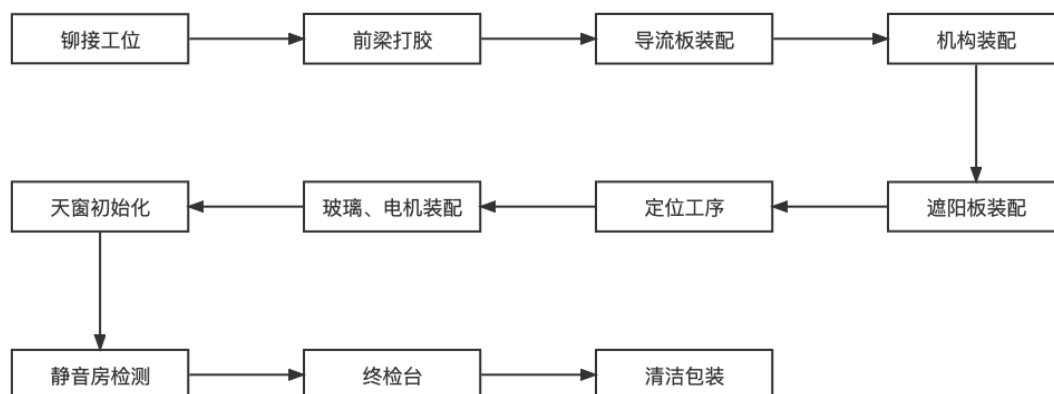 铆接工位
前梁打胶
导流板装配
机构装配
天窗初始化
玻璃、电机装配
定位工序
遮阳板装配
静音房检测
终检台
清洁包装